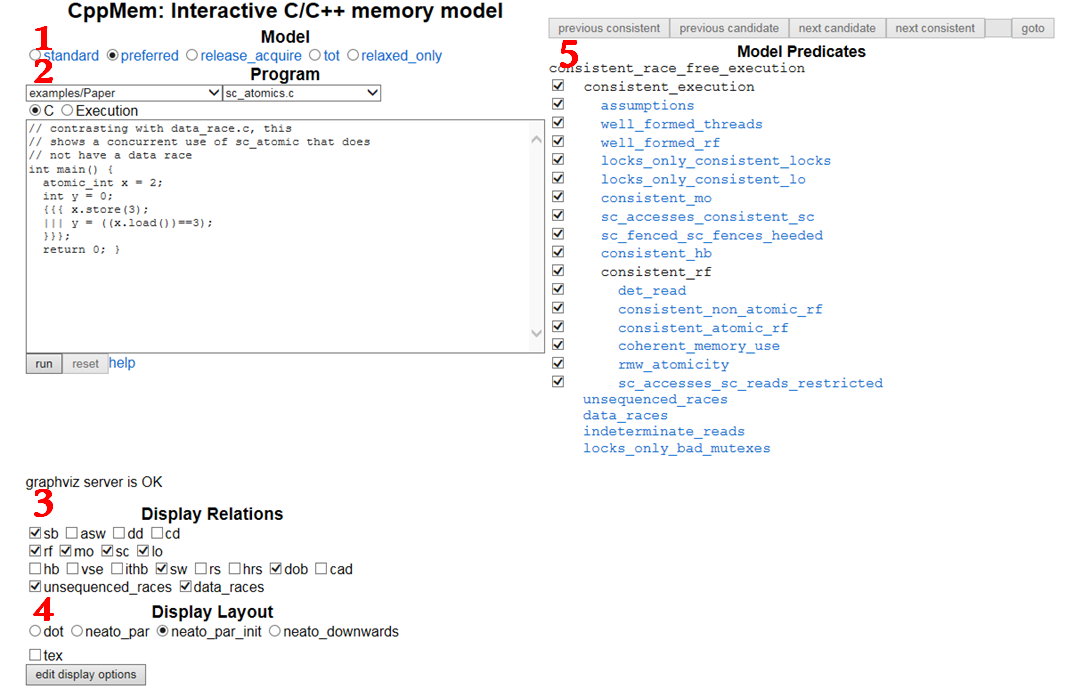 CppMem: Interactive C/C++ memory model
1
Model
standard preferred release_acquire tot relaxed_only
2
Program
examples/Paper sc_atomics.c
C Execution
// contrasting with data_race.c, this
// shows a concurrent use of sc_atomic that does
// not have a data race
int main() {
atomic_int x = 2;
int y = 0;
{{{ x.store(3);
||| y = ((x.load())==3);
}}};
return 0; }
run reset help
graphviz server is OK
3
Display Relations
sb asw dd cd
rf mo sc lo
hb vse ithb sw rs hrs dob cad
unsequenced_races data_races
4
Display Layout
dot neato_par neato_par_init neato_downwards
tex
edit display options
previous consistent previous candidate next candidate next consistent goto
5
Model Predicates
consistent_race_free_execution
consistent_execution
assumptions
well_formed_threads
well_formed_rf
locks_only_consistent_locks
locks_only_consistent_lo
consistent_mo
sc_accesses_consistent_sc
sc_fenced_sc_fences_heeded
consistent_hb
consistent_rf
det_read
consistent_non_atomic_rf
consistent_atomic_rf
coherent_memory_use
rmw_atomicity
sc_accesses_sc_reads_restricted
unsequenced_races
data_races
indeterminate_reads
locks_only_bad_mutexes